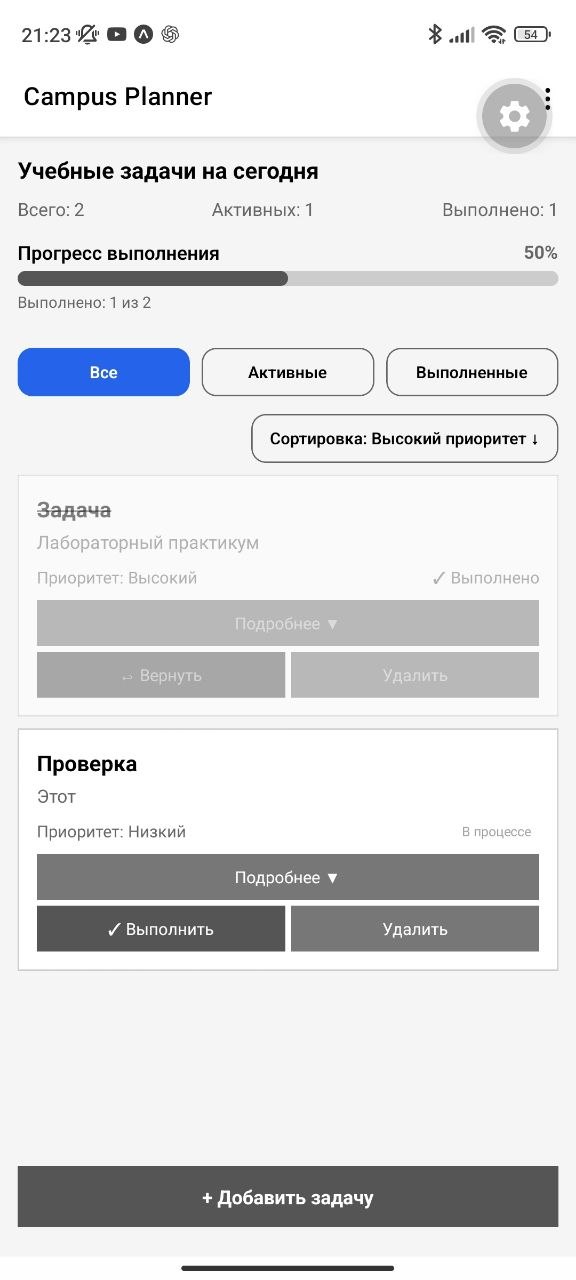 21:23
54
Campus Planner
Учебные задачи на сегодня
Всего: 2 Активных: 1 Выполнено: 1
Прогресс выполнения 50%
Выполнено: 1 из 2
Все Активные Выполненные
Сортировка: Высокий приоритет ↓
Задача
Лабораторный практикум
Приоритет: Высокий ✓ Выполнено
Подробнее ▼
↩ Вернуть Удалить
Проверка
Этот
Приоритет: Низкий В процессе
Подробнее ▼
✓ Выполнить Удалить
+ Добавить задачу